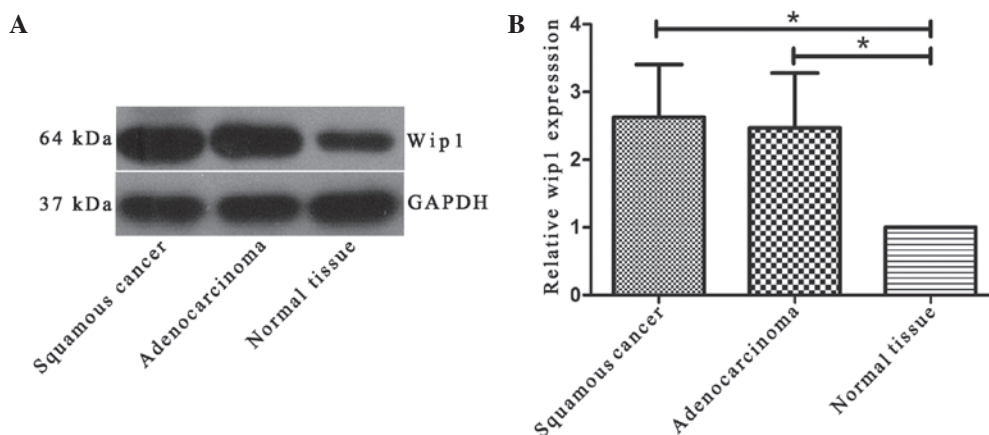 A
64 kDa
Wip1
37 kDa
GAPDH
Squamous cancer
Adenocarcinoma
Normal tissue
B
Relative wip1 expresssion
4
3
2
1
0
*
*
Squamous cancer
Adenocarcinoma
Normal tissue